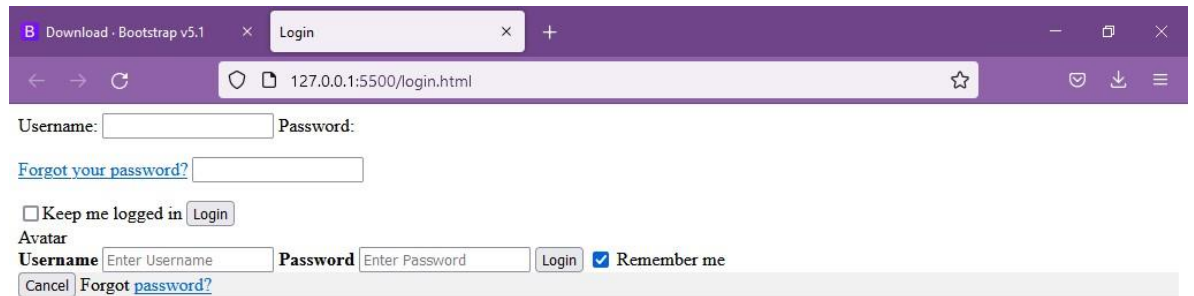 B Download · Bootstrap v5.1 Login
127.0.0.1:5500/login.html
Username: Password:
Forgot your password?
Keep me logged in Login
Avatar
Username Enter Username Password Enter Password Login Remember me
Cancel Forgot password?